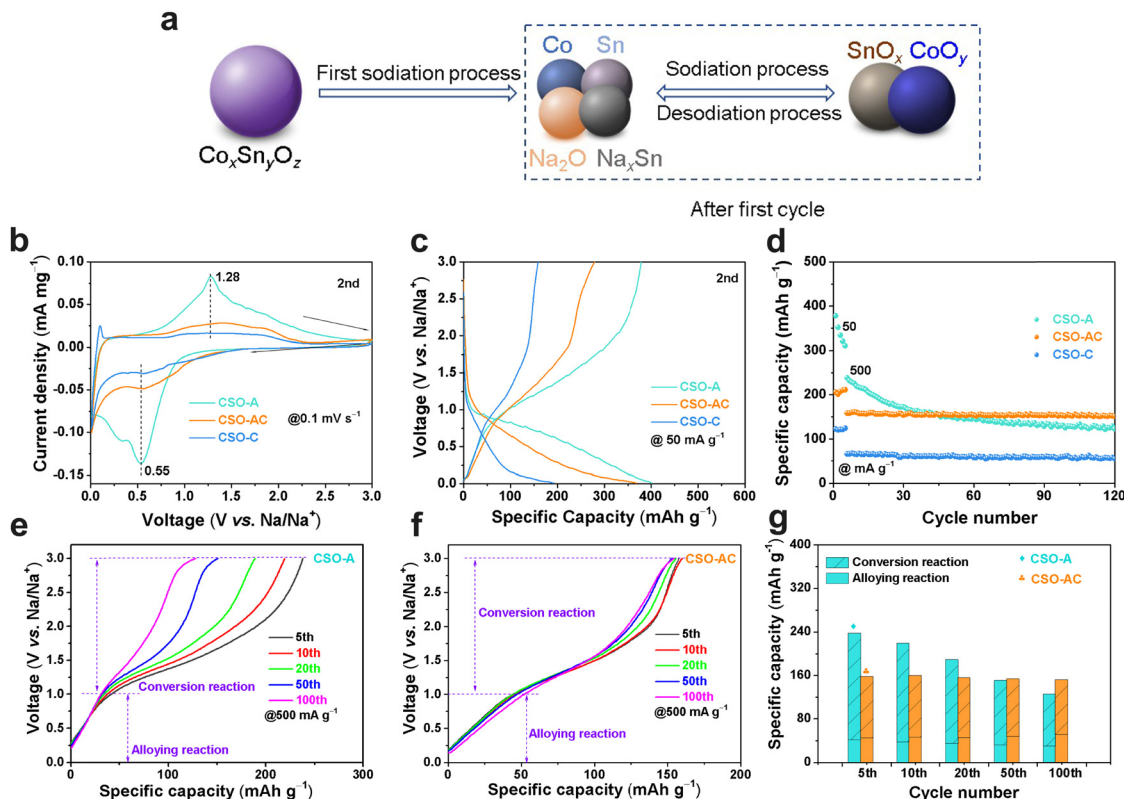 a
Co Sn
SnOₓ CoOᵧ
First sodiation process
Sodiation process
Desodiation process
CoₓSnᵧO_z
Na₂O NaₓSn
After first cycle
b
Current density (mA mg⁻¹)
0.10
0.05
0.00
-0.05
-0.10
-0.15
1.28
2nd
CSO-A
CSO-AC
CSO-C
@0.1 mV s⁻¹
0.55
0.0 0.5 1.0 1.5 2.0 2.5 3.0
Voltage (V vs. Na/Na⁺)
c
Voltage (V vs. Na/Na⁺)
3.0
2.5
2.0
1.5
1.0
0.5
0.0
2nd
CSO-A
CSO-AC
CSO-C
@ 50 mA g⁻¹
0 100 200 300 400 500 600
Specific Capacity (mAh g⁻¹)
d
Specific capacity (mAh g⁻¹)
500
400
300
200
100
0
50
500
CSO-A
CSO-AC
CSO-C
@ mA g⁻¹
30 60 90 120
Cycle number
e
Voltage (V vs. Na/Na⁺)
3.5
3.0
2.5
2.0
1.5
1.0
0.5
0.0
CSO-A
5th
10th
20th
50th
100th
Conversion reaction
@500 mA g⁻¹
Alloying reaction
0 100 200 300
Specific capacity (mAh g⁻¹)
f
Voltage (V vs. Na/Na⁺)
3.5
3.0
2.5
2.0
1.5
1.0
0.5
0.0
CSO-AC
Conversion reaction
5th
10th
20th
50th
100th
@500 mA g⁻¹
Alloying reaction
0 50 100 150 200
Specific capacity (mAh g⁻¹)
g
Specific capacity (mAh g⁻¹)
360
240
160
80
0
Conversion reaction
Alloying reaction
CSO-A
CSO-AC
5th 10th 20th 50th 100th
Cycle number